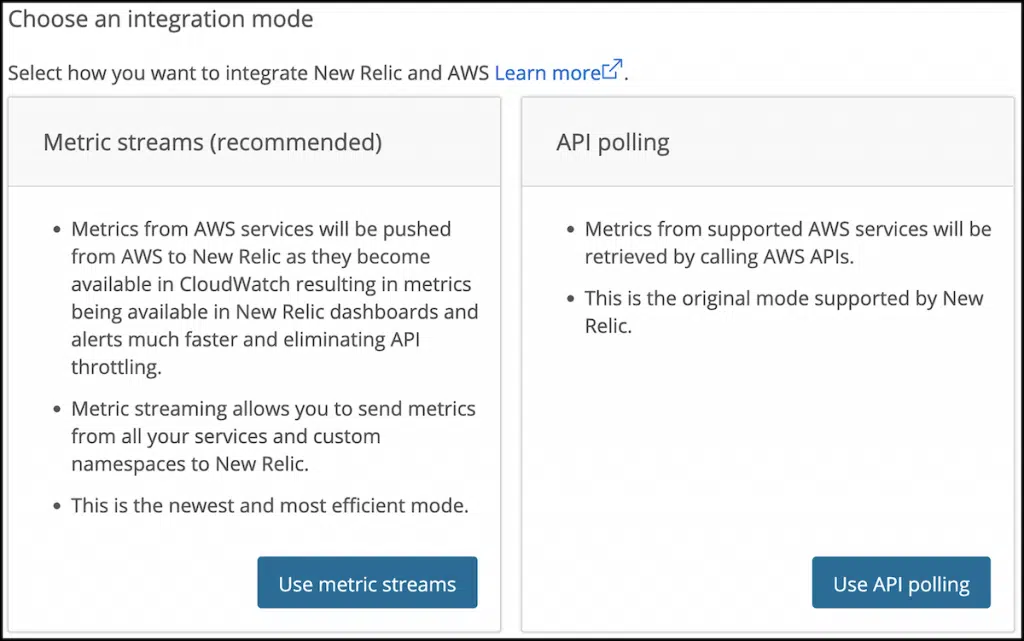 Choose an integration mode
Select how you want to integrate New Relic and AWS Learn more.
Metric streams (recommended)
• Metrics from AWS services will be pushed
from AWS to New Relic as they become
available in CloudWatch resulting in metrics
being available in New Relic dashboards and
alerts much faster and eliminating API
throttling.
• Metric streaming allows you to send metrics
from all your services and custom
namespaces to New Relic.
• This is the newest and most efficient mode.
Use metric streams
API polling
• Metrics from supported AWS services will be
retrieved by calling AWS APIs.
• This is the original mode supported by New
Relic.
Use API polling